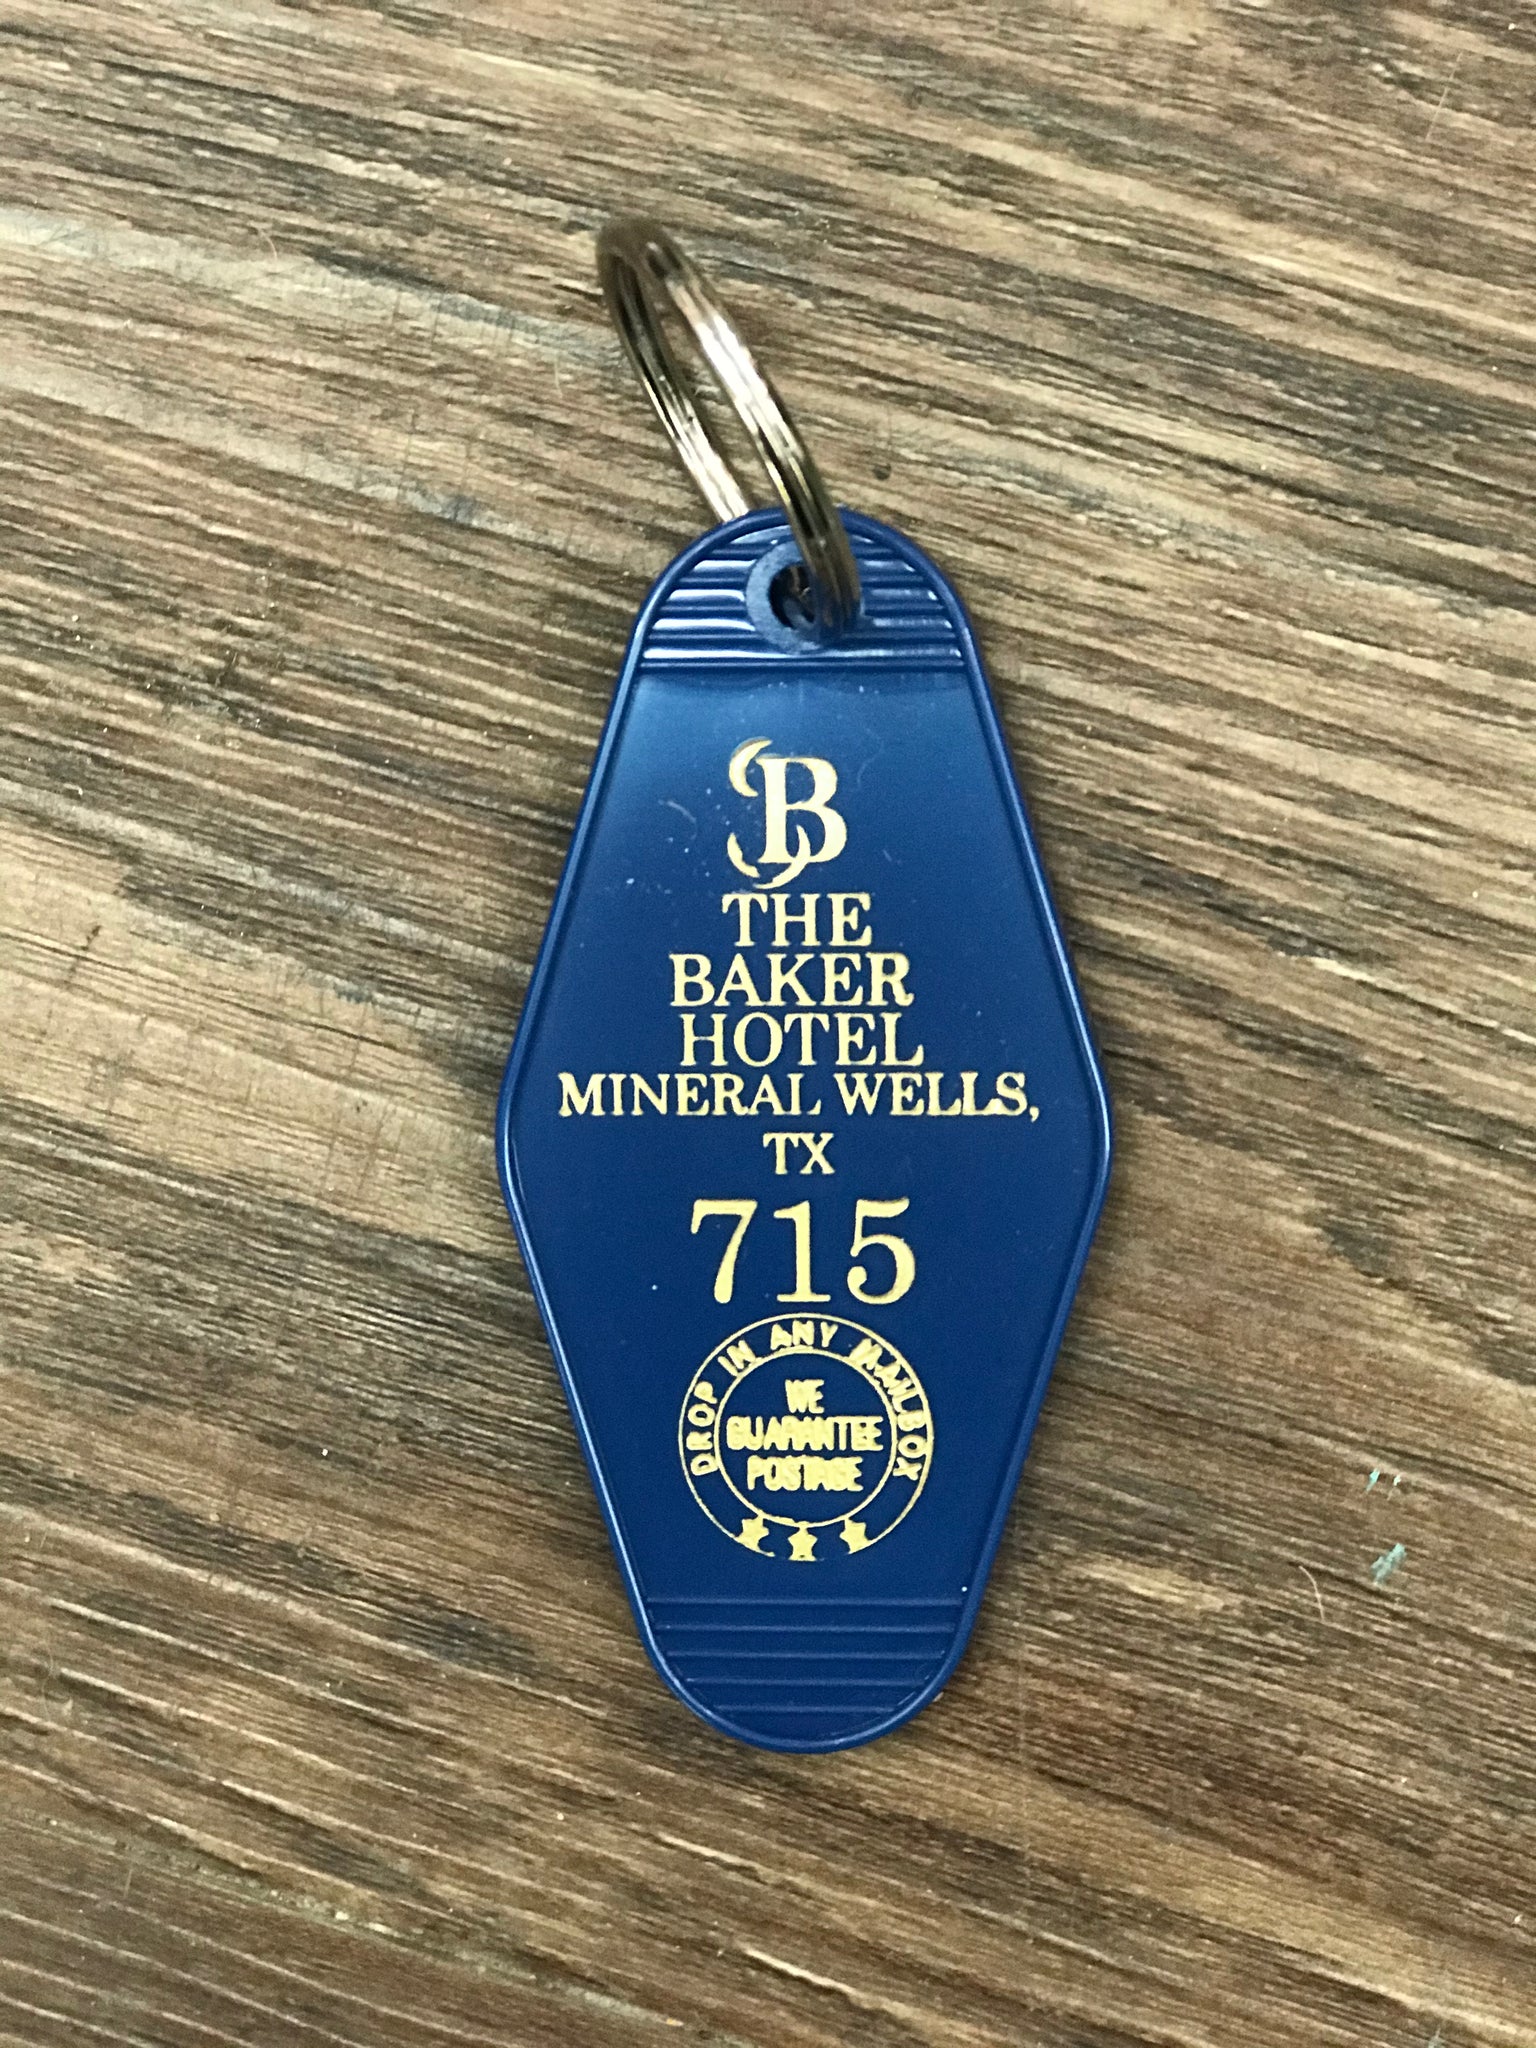 B
THE
BAKER
HOTEL
MINERAL WELLS,
TX
715
DROP IN ANY MAILBOX
WE
GUARANTEE
POSTAGE